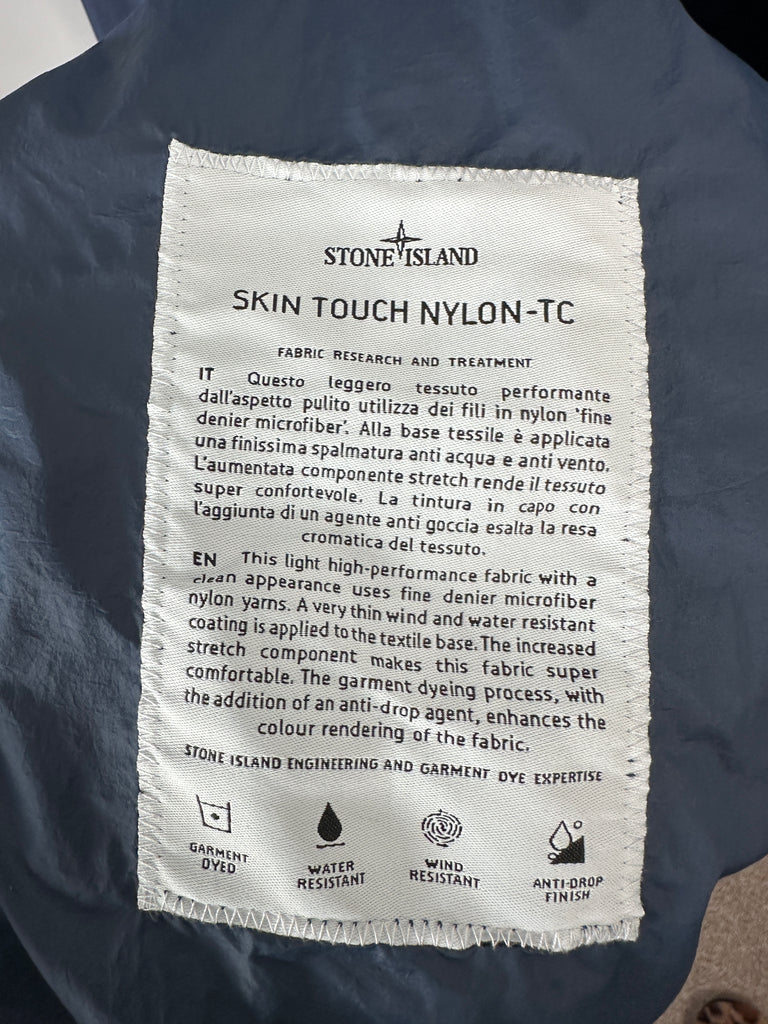 STONE ISLAND
SKIN TOUCH NYLON-TC
FABRIC RESEARCH AND TREATMENT
IT Questo leggero tessuto performante
dall'aspetto pulito utilizza dei fili in nylon 'fine
denier microfiber'. Alla base tessile è applicata
una finissima spalmatura anti acqua e anti vento.
L'aumentata componente stretch rende il tessuto
super confortevole. La tintura in capo con
l'aggiunta di un agente anti goccia esalta la resa
cromatica del tessuto.
EN This light high-performance fabric with a
clean appearance uses fine denier microfiber
nylon yarns. A very thin wind and water resistant
coating is applied to the textile base. The increased
stretch component makes this fabric super
comfortable. The garment dyeing process, with
the addition of an anti-drop agent, enhances the
colour rendering of the fabric.
STONE ISLAND ENGINEERING AND GARMENT DYE EXPERTISE
GARMENT
DYED
WATER
RESISTANT
WIND
RESISTANT
ANTI-DROP
FINISH